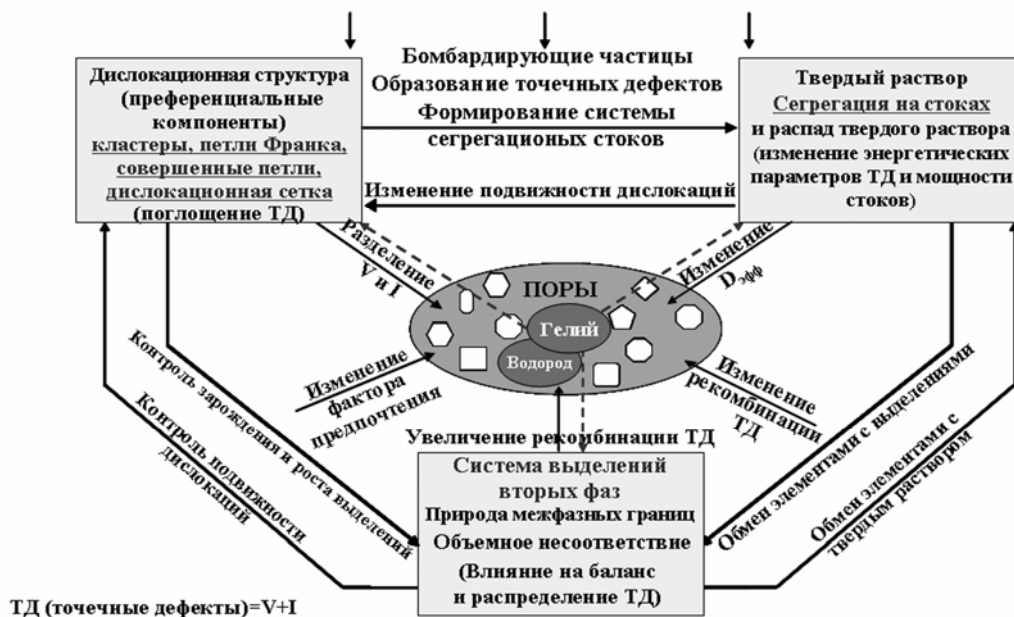 Бомбардирующие частицы
Образование точечных дефектов
Формирование системы
сегрегационых стоков
Дислокационная структура
(преференциальные
компоненты)
кластеры, петли Франка,
совершенные петли,
дислокационная сетка
(поглощение ТД)
Твердый раствор
Сегрегация на стоках
и распад твердого раствора
(изменение энергетических
параметров ТД и мощности
стоков)
Изменение подвижности дислокаций
Разделение
V и I
Изменение
Dэфф
ПОРЫ
Гелий
Водород
Изменение
фактора
предпочтения
Изменение
рекомбинации
ТД
Увеличение рекомбинации ТД
Контроль зарождения и роста выделений
Контроль подвижности
дислокаций
Обмен элементами с выделениями
Обмен элементами с
твердым раствором
Система выделений
вторых фаз
Природа межфазных границ
Объемное несоответствие
(Влияние на баланс
и распределение ТД)
ТД (точечные дефекты)=V+I